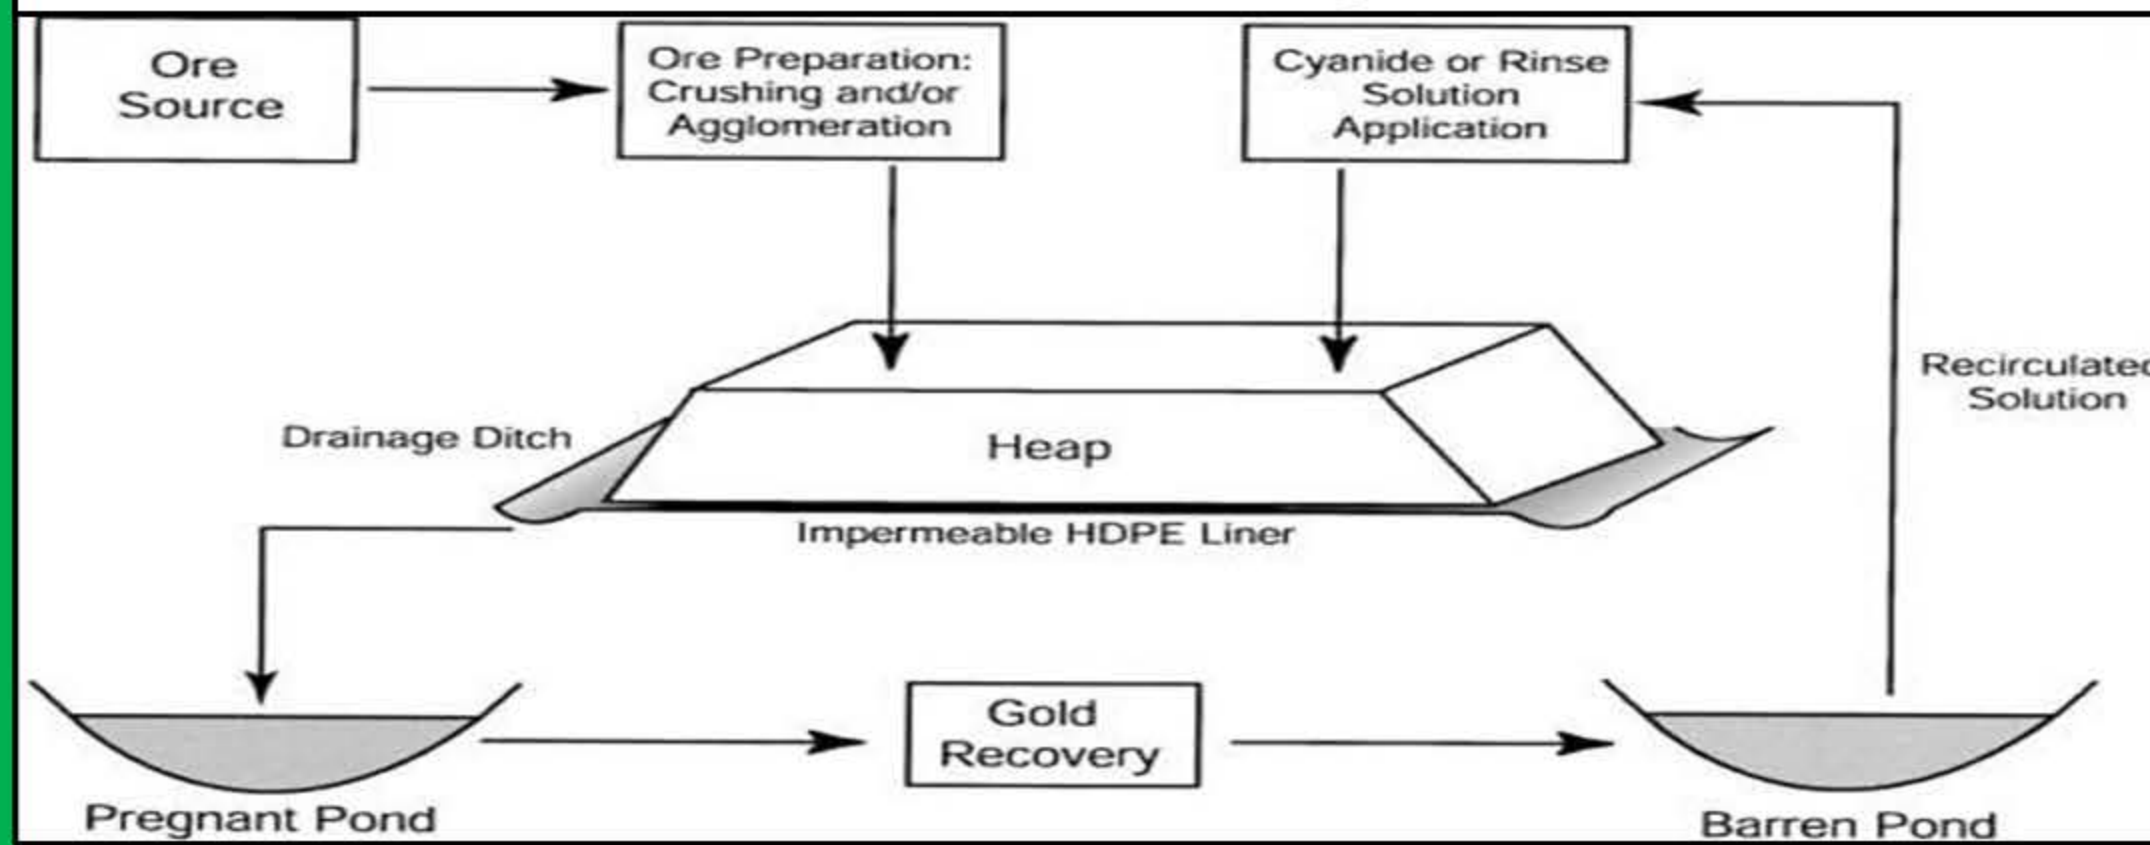 Ore
Source
Ore Preparation:
Crushing and/or
Agglomeration
Cyanide or Rinse
Solution
Application
Recirculated
Solution
Drainage Ditch
Heap
Impermeable HDPE Liner
Gold
Recovery
Pregnant Pond
Barren Pond